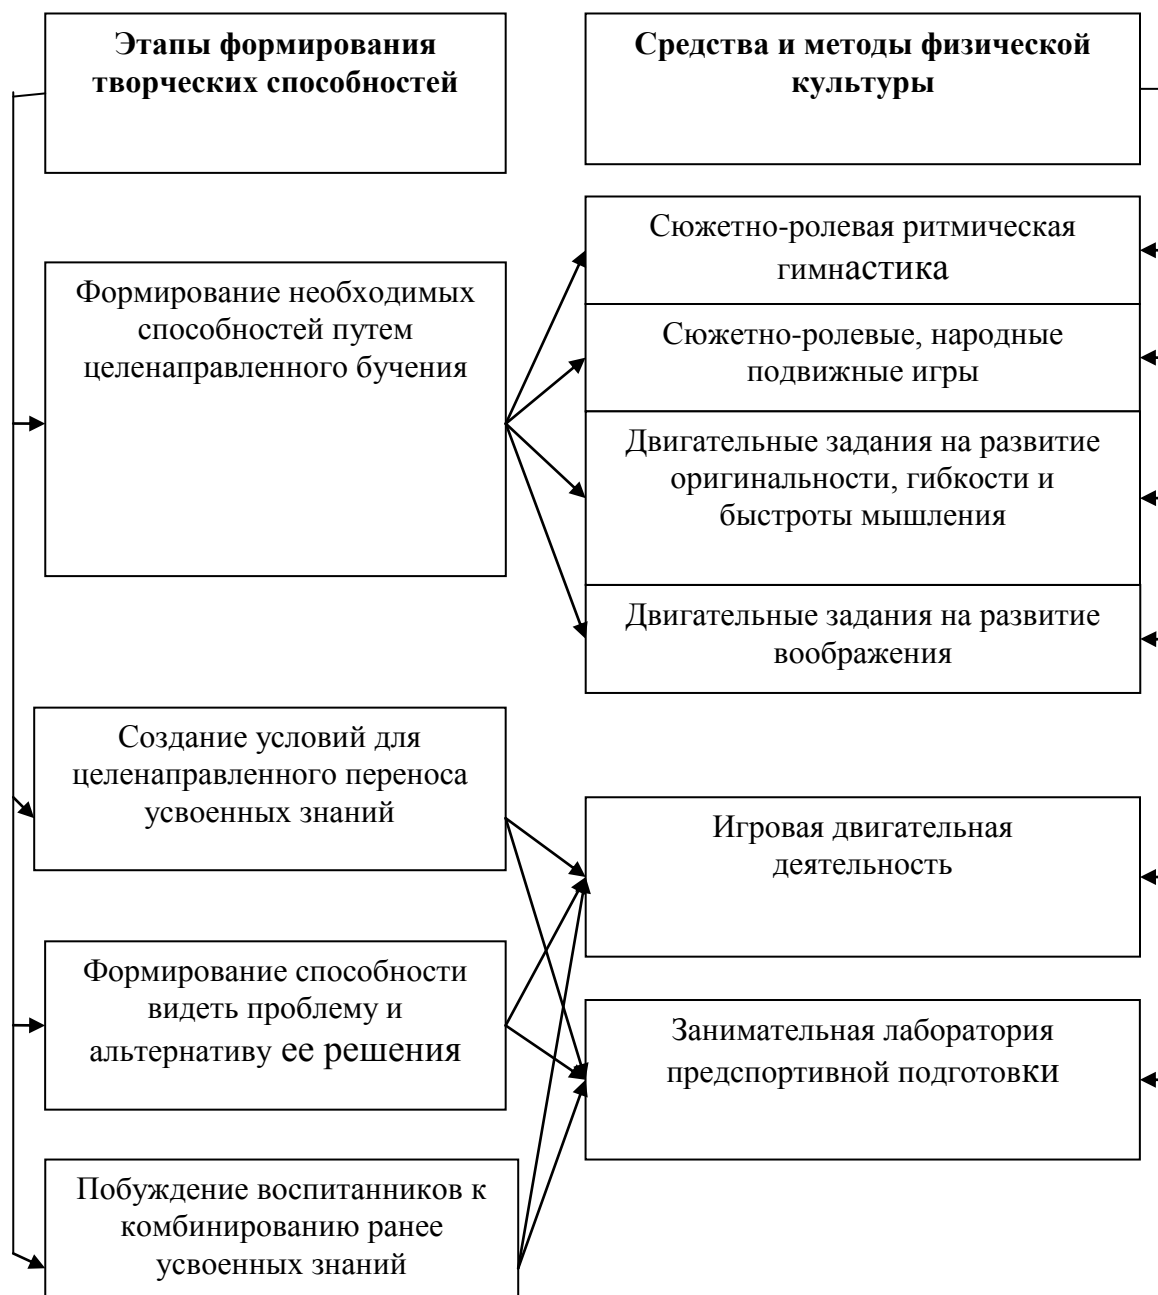 Этапы формирования
творческих способностей
Средства и методы физической
культуры
Сюжетно-ролевая ритмическая
гимнастика
Формирование необходимых
способностей путем
целенаправленного бучения
Сюжетно-ролевые, народные
подвижные игры
Двигательные задания на развитие
оригинальности, гибкости и
быстроты мышления
Двигательные задания на развитие
воображения
Создание условий для
целенаправленного переноса
усвоенных знаний
Игровая двигательная
деятельность
Формирование способности
видеть проблему и
альтернативу ее решения
Занимательная лаборатория
предспортивной подготовки
Побуждение воспитанников к
комбинированию ранее
усвоенных знаний